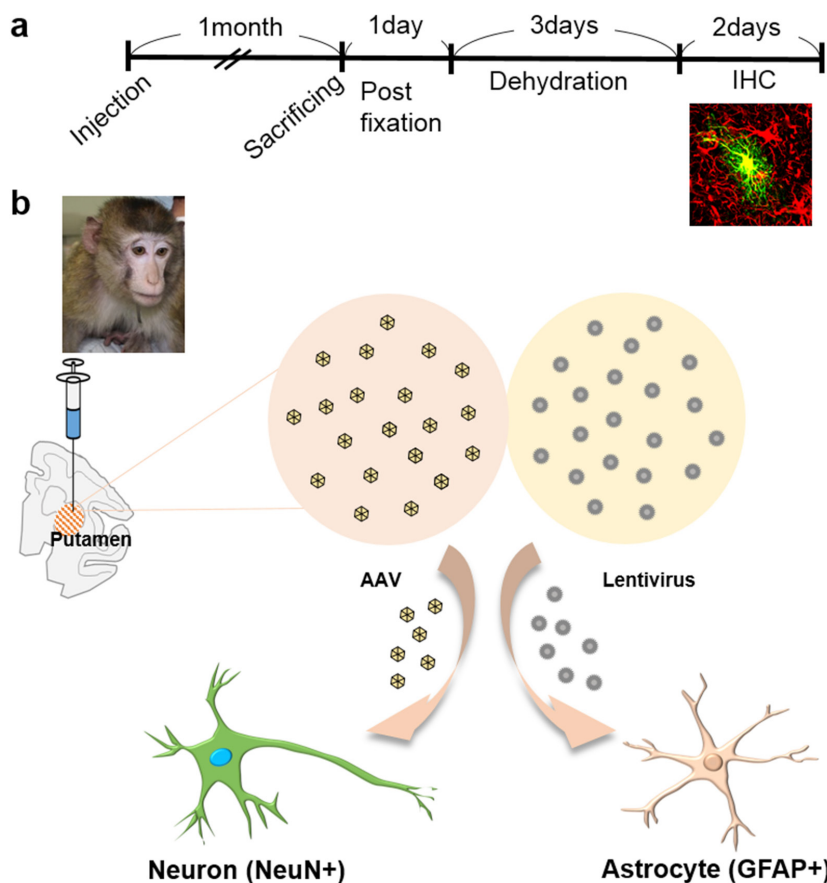 a
1month
1day
3days
2days
Injection
Sacrificing
Post
fixation
Dehydration
IHC
b
Putamen
AAV
Lentivirus
Neuron (NeuN+)
Astrocyte (GFAP+)